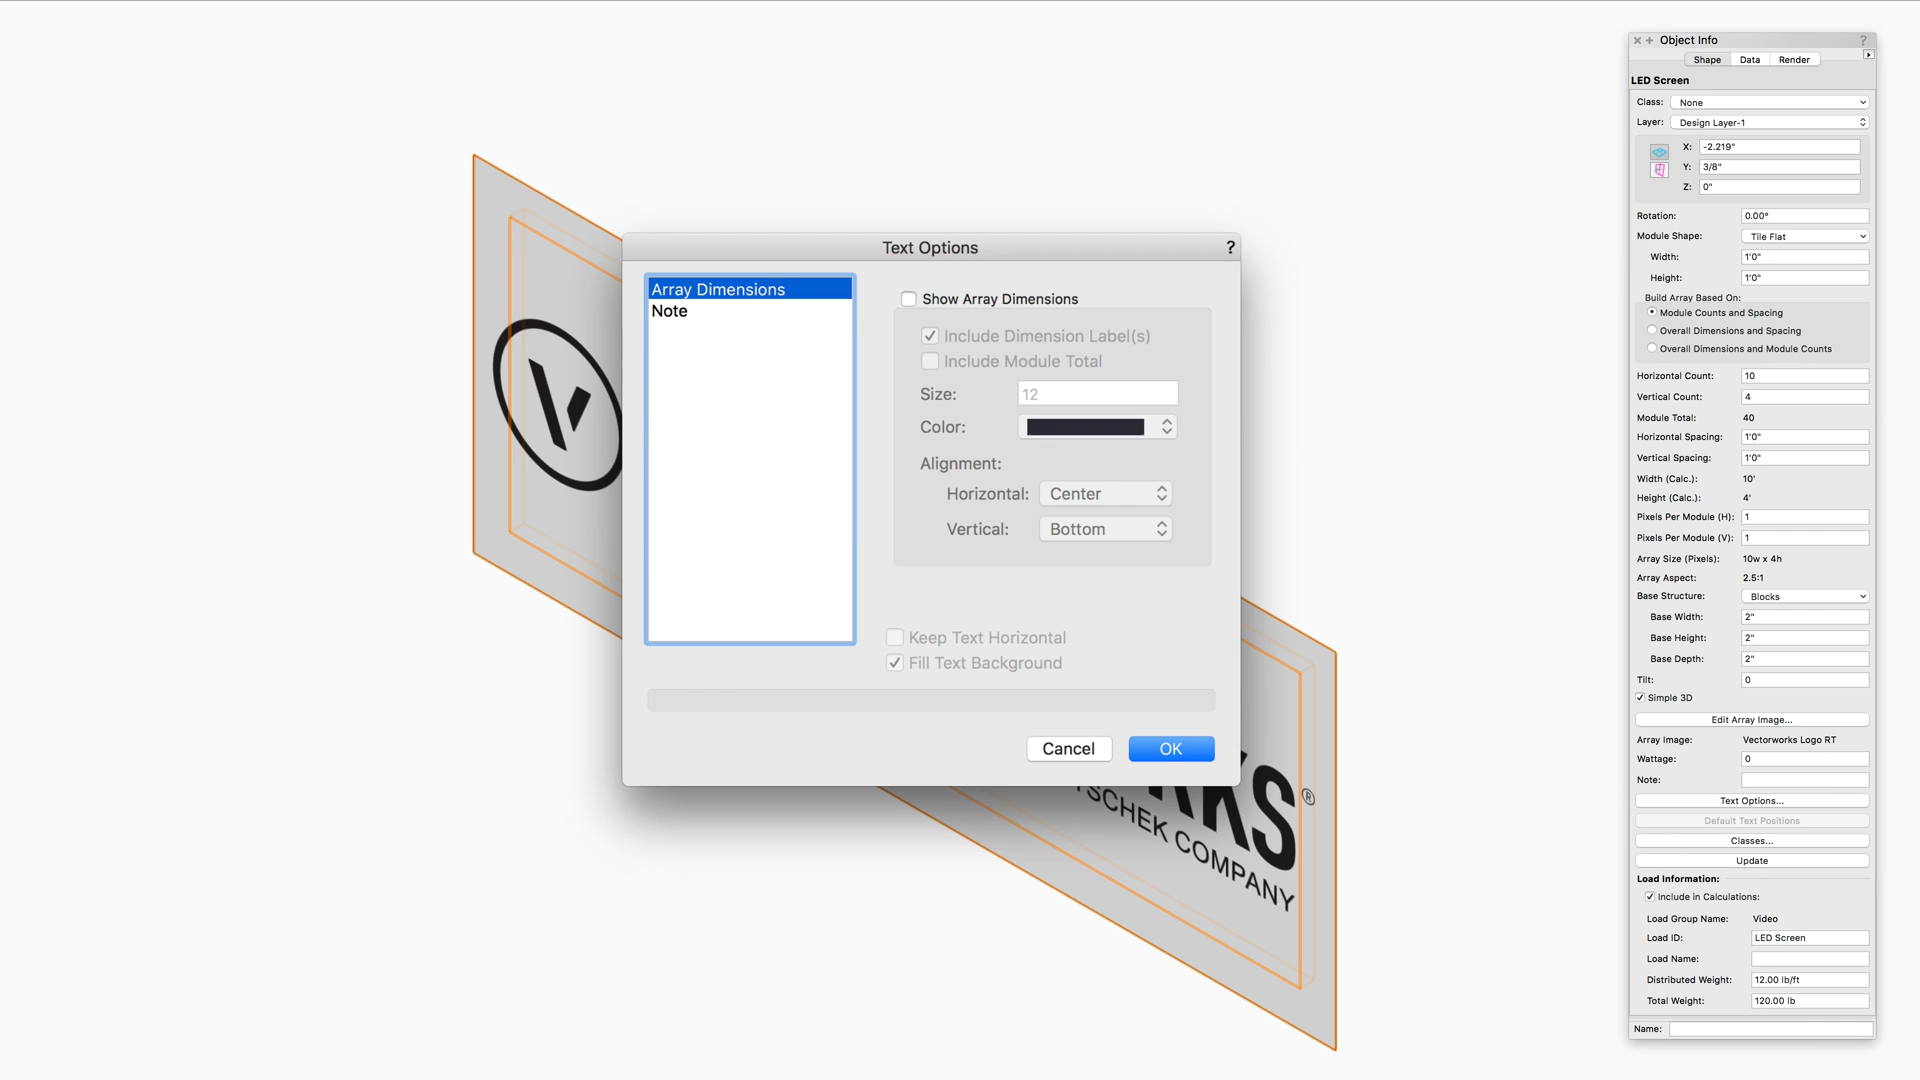 Object Info
?
Shape Data Render
LED Screen
Class: None
Layer: Design Layer-1
X: -2.219"
Y: 3/8"
Z: 0"
Rotation: 0.00°
Module Shape: Tile Flat
Width: 1'0"
Height: 1'0"
Build Array Based On:
Module Counts and Spacing
Overall Dimensions and Spacing
Overall Dimensions and Module Counts
Horizontal Count: 10
Vertical Count: 4
Module Total: 40
Horizontal Spacing: 1'0"
Vertical Spacing: 1'0"
Width (Calc.): 10'
Height (Calc.): 4'
Pixels Per Module (H): 1
Pixels Per Module (V): 1
Array Size (Pixels): 10w x 4h
Array Aspect: 2.5:1
Base Structure: Blocks
Base Width: 2"
Base Height: 2"
Base Depth: 2"
Tilt: 0
Simple 3D
Edit Array Image...
Array Image: Vectorworks Logo RT
Wattage: 0
Note:
Text Options...
Default Text Positions
Classes...
Update
Load Information:
Include in Calculations:
Load Group Name: Video
Load ID: LED Screen
Load Name:
Distributed Weight: 12.00 lb/ft
Total Weight: 120.00 lb
Name:
Text Options
?
Array Dimensions
Note
Show Array Dimensions
Include Dimension Label(s)
Include Module Total
Size: 12
Color:
Alignment:
Horizontal: Center
Vertical: Bottom
Keep Text Horizontal
Fill Text Background
Cancel OK
RKS®
TSCHEK COMPANY